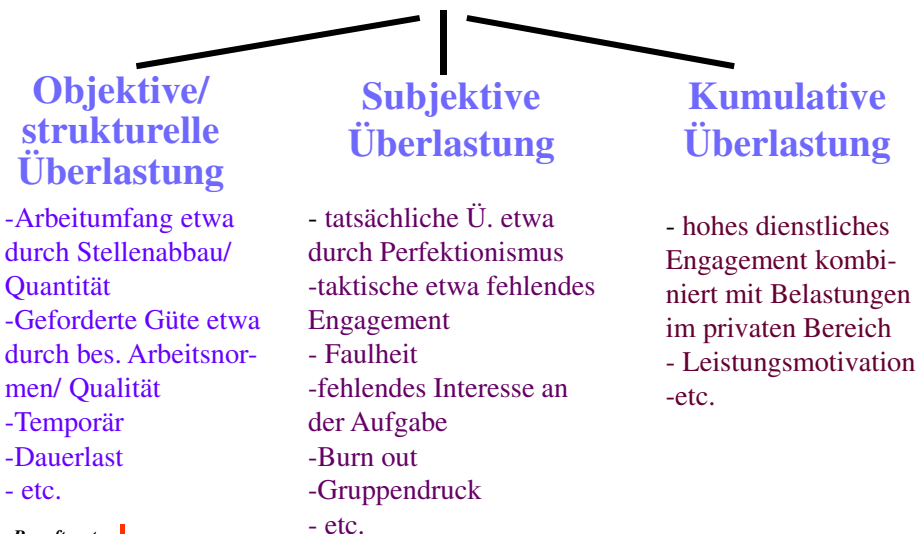 Objektive/
strukturelle
Überlastung
-Arbeitumfang etwa
durch Stellenabbau/
Quantität
-Geforderte Güte etwa
durch bes. Arbeitsnor-
men/ Qualität
-Temporär
-Dauerlast
- etc.
Subjektive
Überlastung
- tatsächliche Ü. etwa
durch Perfektionismus
-taktische etwa fehlendes
Engagement
- Faulheit
-fehlendes Interesse an
der Aufgabe
-Burn out
-Gruppendruck
- etc.
Kumulative
Überlastung
- hohes dienstliches
Engagement kombi-
niert mit Belastungen
im privaten Bereich
- Leistungsmotivation
-etc.